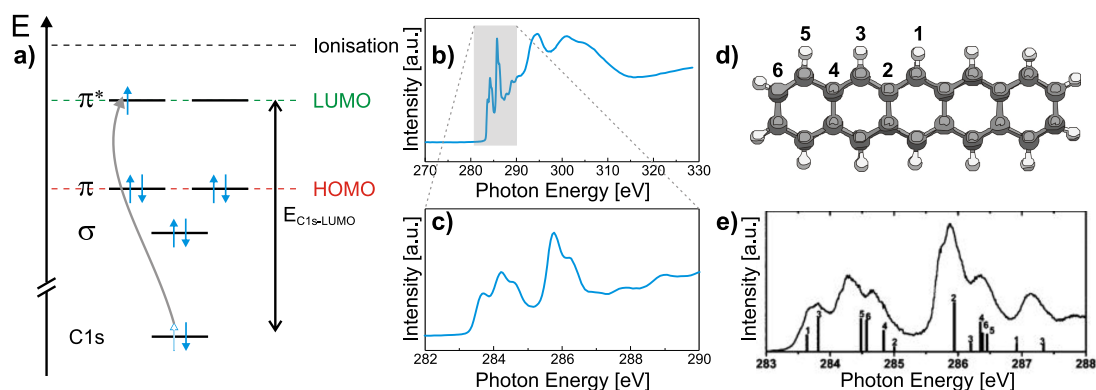 E
a)
Ionisation
π*
LUMO
π
HOMO
σ
E C1s-LUMO
C1s
b)
Intensity [a.u.]
270 280 290 300 310 320 330
Photon Energy [eV]
c)
Intensity [a.u.]
282 284 286 288 290
Photon Energy [eV]
d)
5 3 1
6 4 2
e)
Intensity [a.u.]
1 3 5 6 4 2 2 3 4 6 5 1 3
283 284 285 286 287 288
Photon Energy [eV]